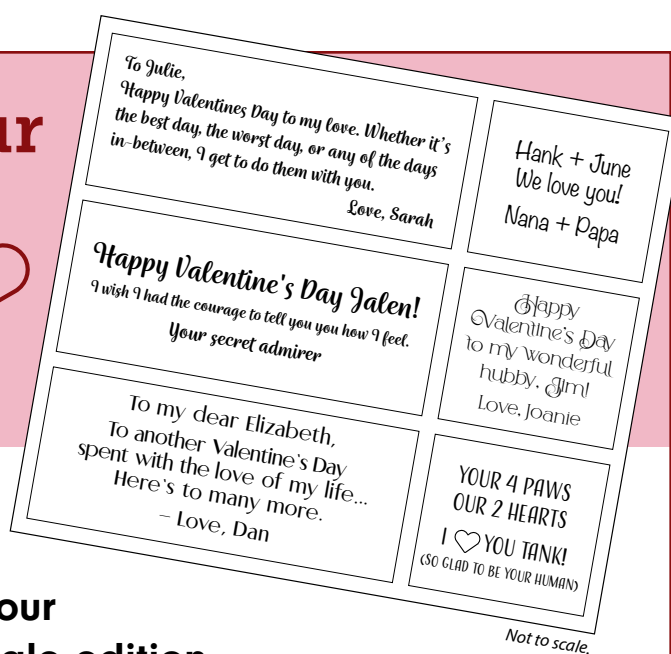 ur
To Julie,
Happy Valentines Day to my love. Whether it's
the best day, the worst day, or any of the days
in-between, I get to do them with you.
Love, Sarah
Hank + June
We love you!
Nana + Papa
Happy Valentine's Day Jalen!
I wish I had the courage to tell you you how I feel.
Your secret admirer
Happy
Valentine's Day
to my wonderful
hubby, Jim!
Love, Joanie
To my dear Elizabeth,
To another Valentine's Day
spent with the love of my life...
Here's to many more.
– Love, Dan
YOUR 4 PAWS
OUR 2 HEARTS
I ♡ YOU TANK!
(SO GLAD TO BE YOUR HUMAN)
our
edition
Not to scale.